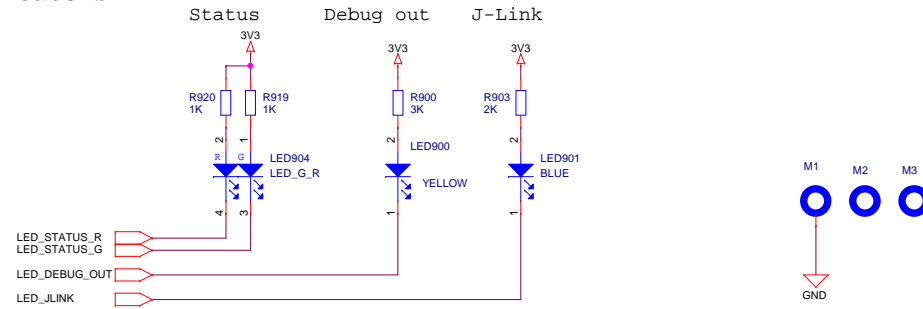 Status Debug out J-Link
3V3 3V3 3V3
R920 1K R919 1K R900 3K R903 2K
2 1 2 2
R G LED904 LED_G_R LED900 YELLOW LED901 BLUE
4 3 1 1
M1 M2 M3
LED_STATUS_R
LED_STATUS_G
LED_DEBUG_OUT
LED_JLINK
GND